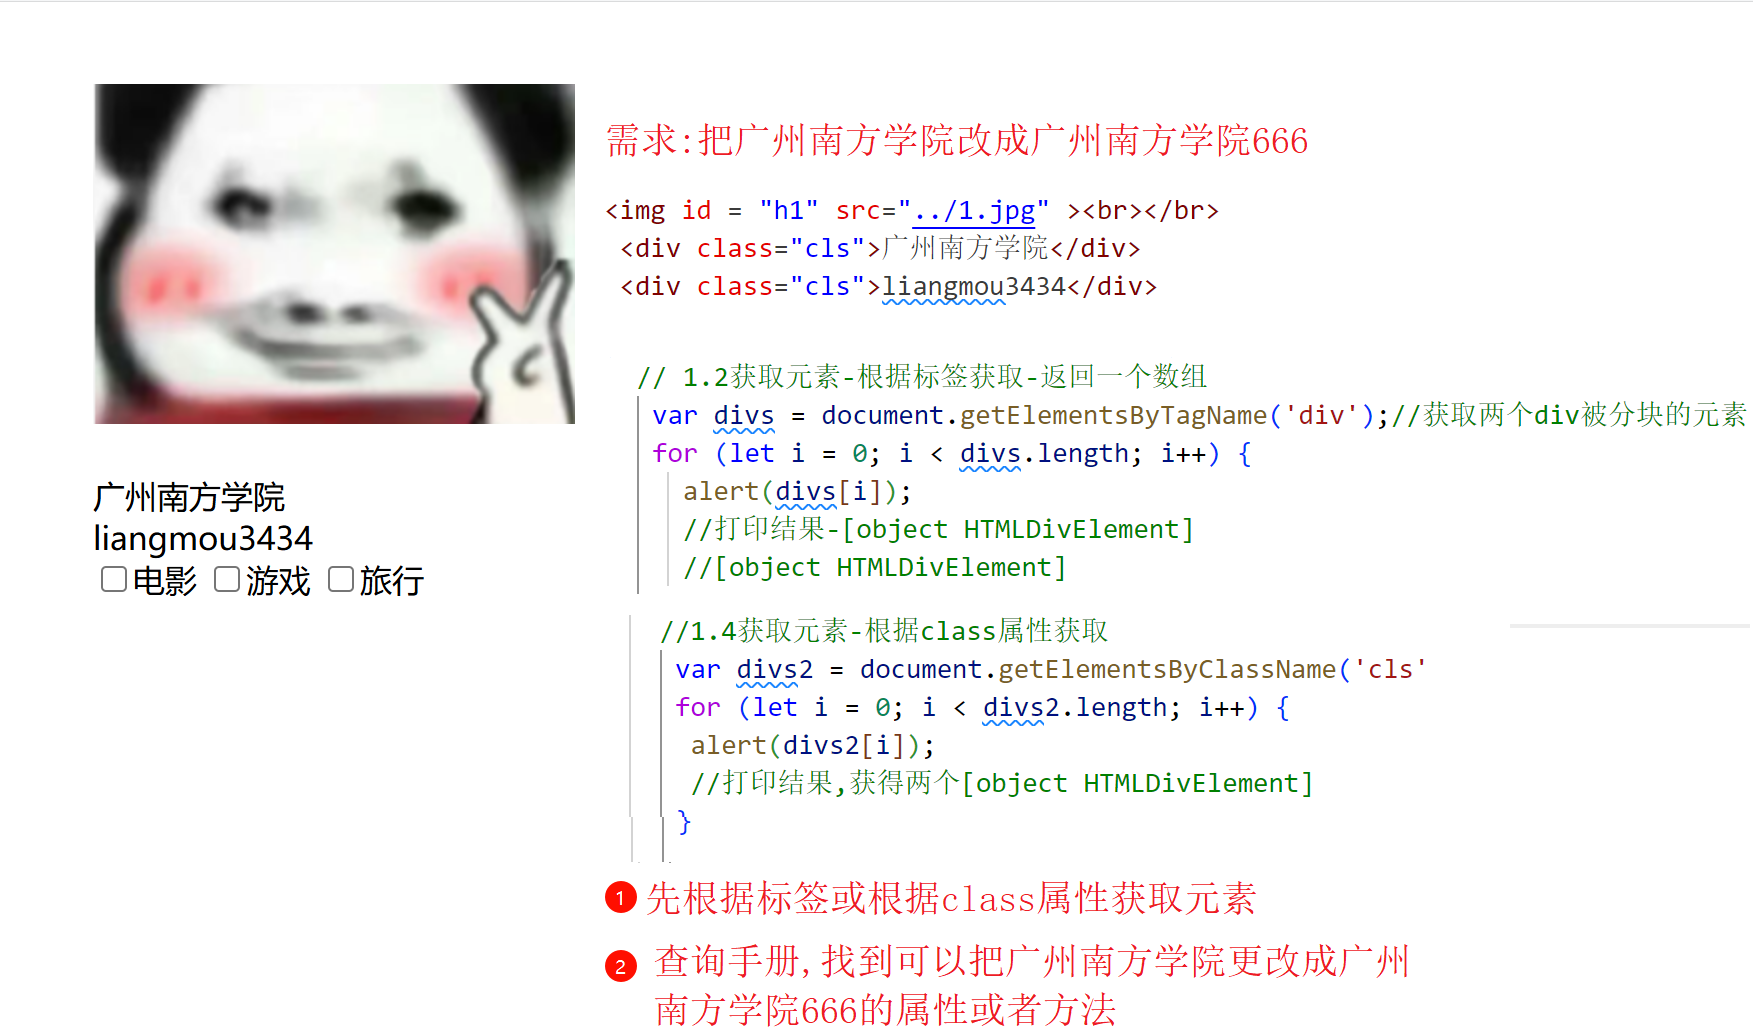 需求:把广州南方学院改成广州南方学院666
<img id = "h1" src="../1.jpg" ><br></br>
<div class="cls">广州南方学院</div>
<div class="cls">liangmou3434</div>
// 1.2获取元素-根据标签获取-返回一个数组
var divs = document.getElementsByTagName('div');//获取两个div被分块的元素
for (let i = 0; i < divs.length; i++) {
alert(divs[i]);
//打印结果-[object HTMLDivElement]
//[object HTMLDivElement]
广州南方学院
liangmou3434
电影 游戏 旅行
//1.4获取元素-根据class属性获取
var divs2 = document.getElementsByClassName('cls'
for (let i = 0; i < divs2.length; i++) {
alert(divs2[i]);
//打印结果,获得两个[object HTMLDivElement]
}
1 先根据标签或根据class属性获取元素
2 查询手册,找到可以把广州南方学院更改成广州
南方学院666的属性或者方法